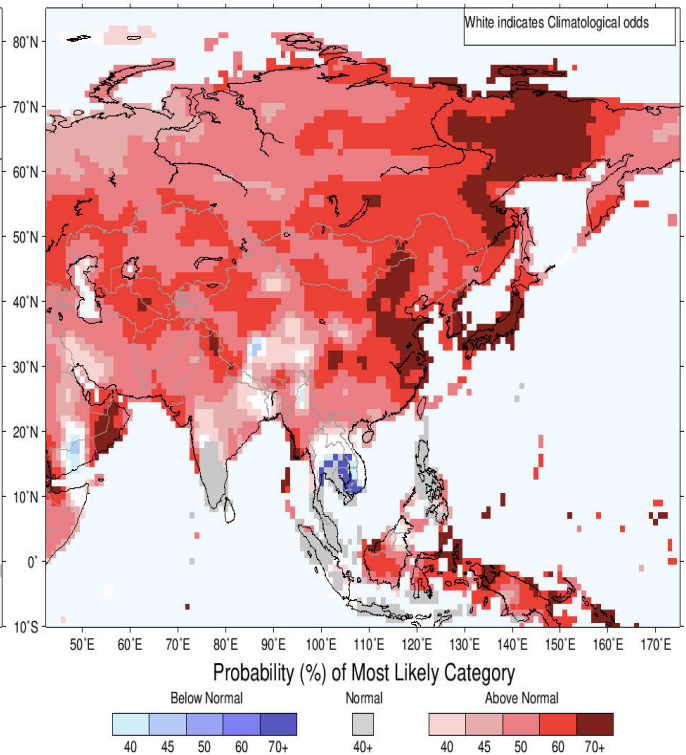 White indicates Climatological odds
80°N
70°N
60°N
50°N
40°N
30°N
20°N
10°N
0°
10°S
50°E 60°E 70°E 80°E 90°E 100°E 110°E 120°E 130°E 140°E 150°E 160°E 170°E
Probability (%) of Most Likely Category
Below Normal Normal Above Normal
40 45 50 60 70+ 40+ 40 45 50 60 70+